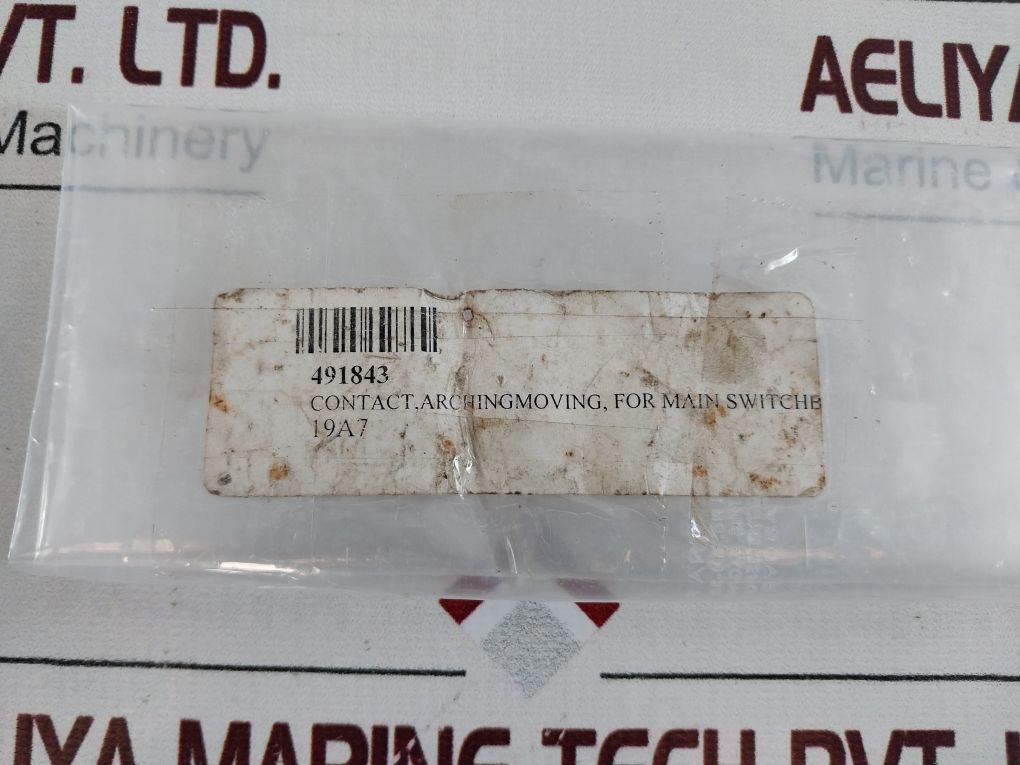 VT. LTD.
AELIYA
Machinery
Marine &
491843
CONTACT,ARCHINGMOVING, FOR MAIN SWITCHB
19A7
IYA MARINE TECH PVT. L